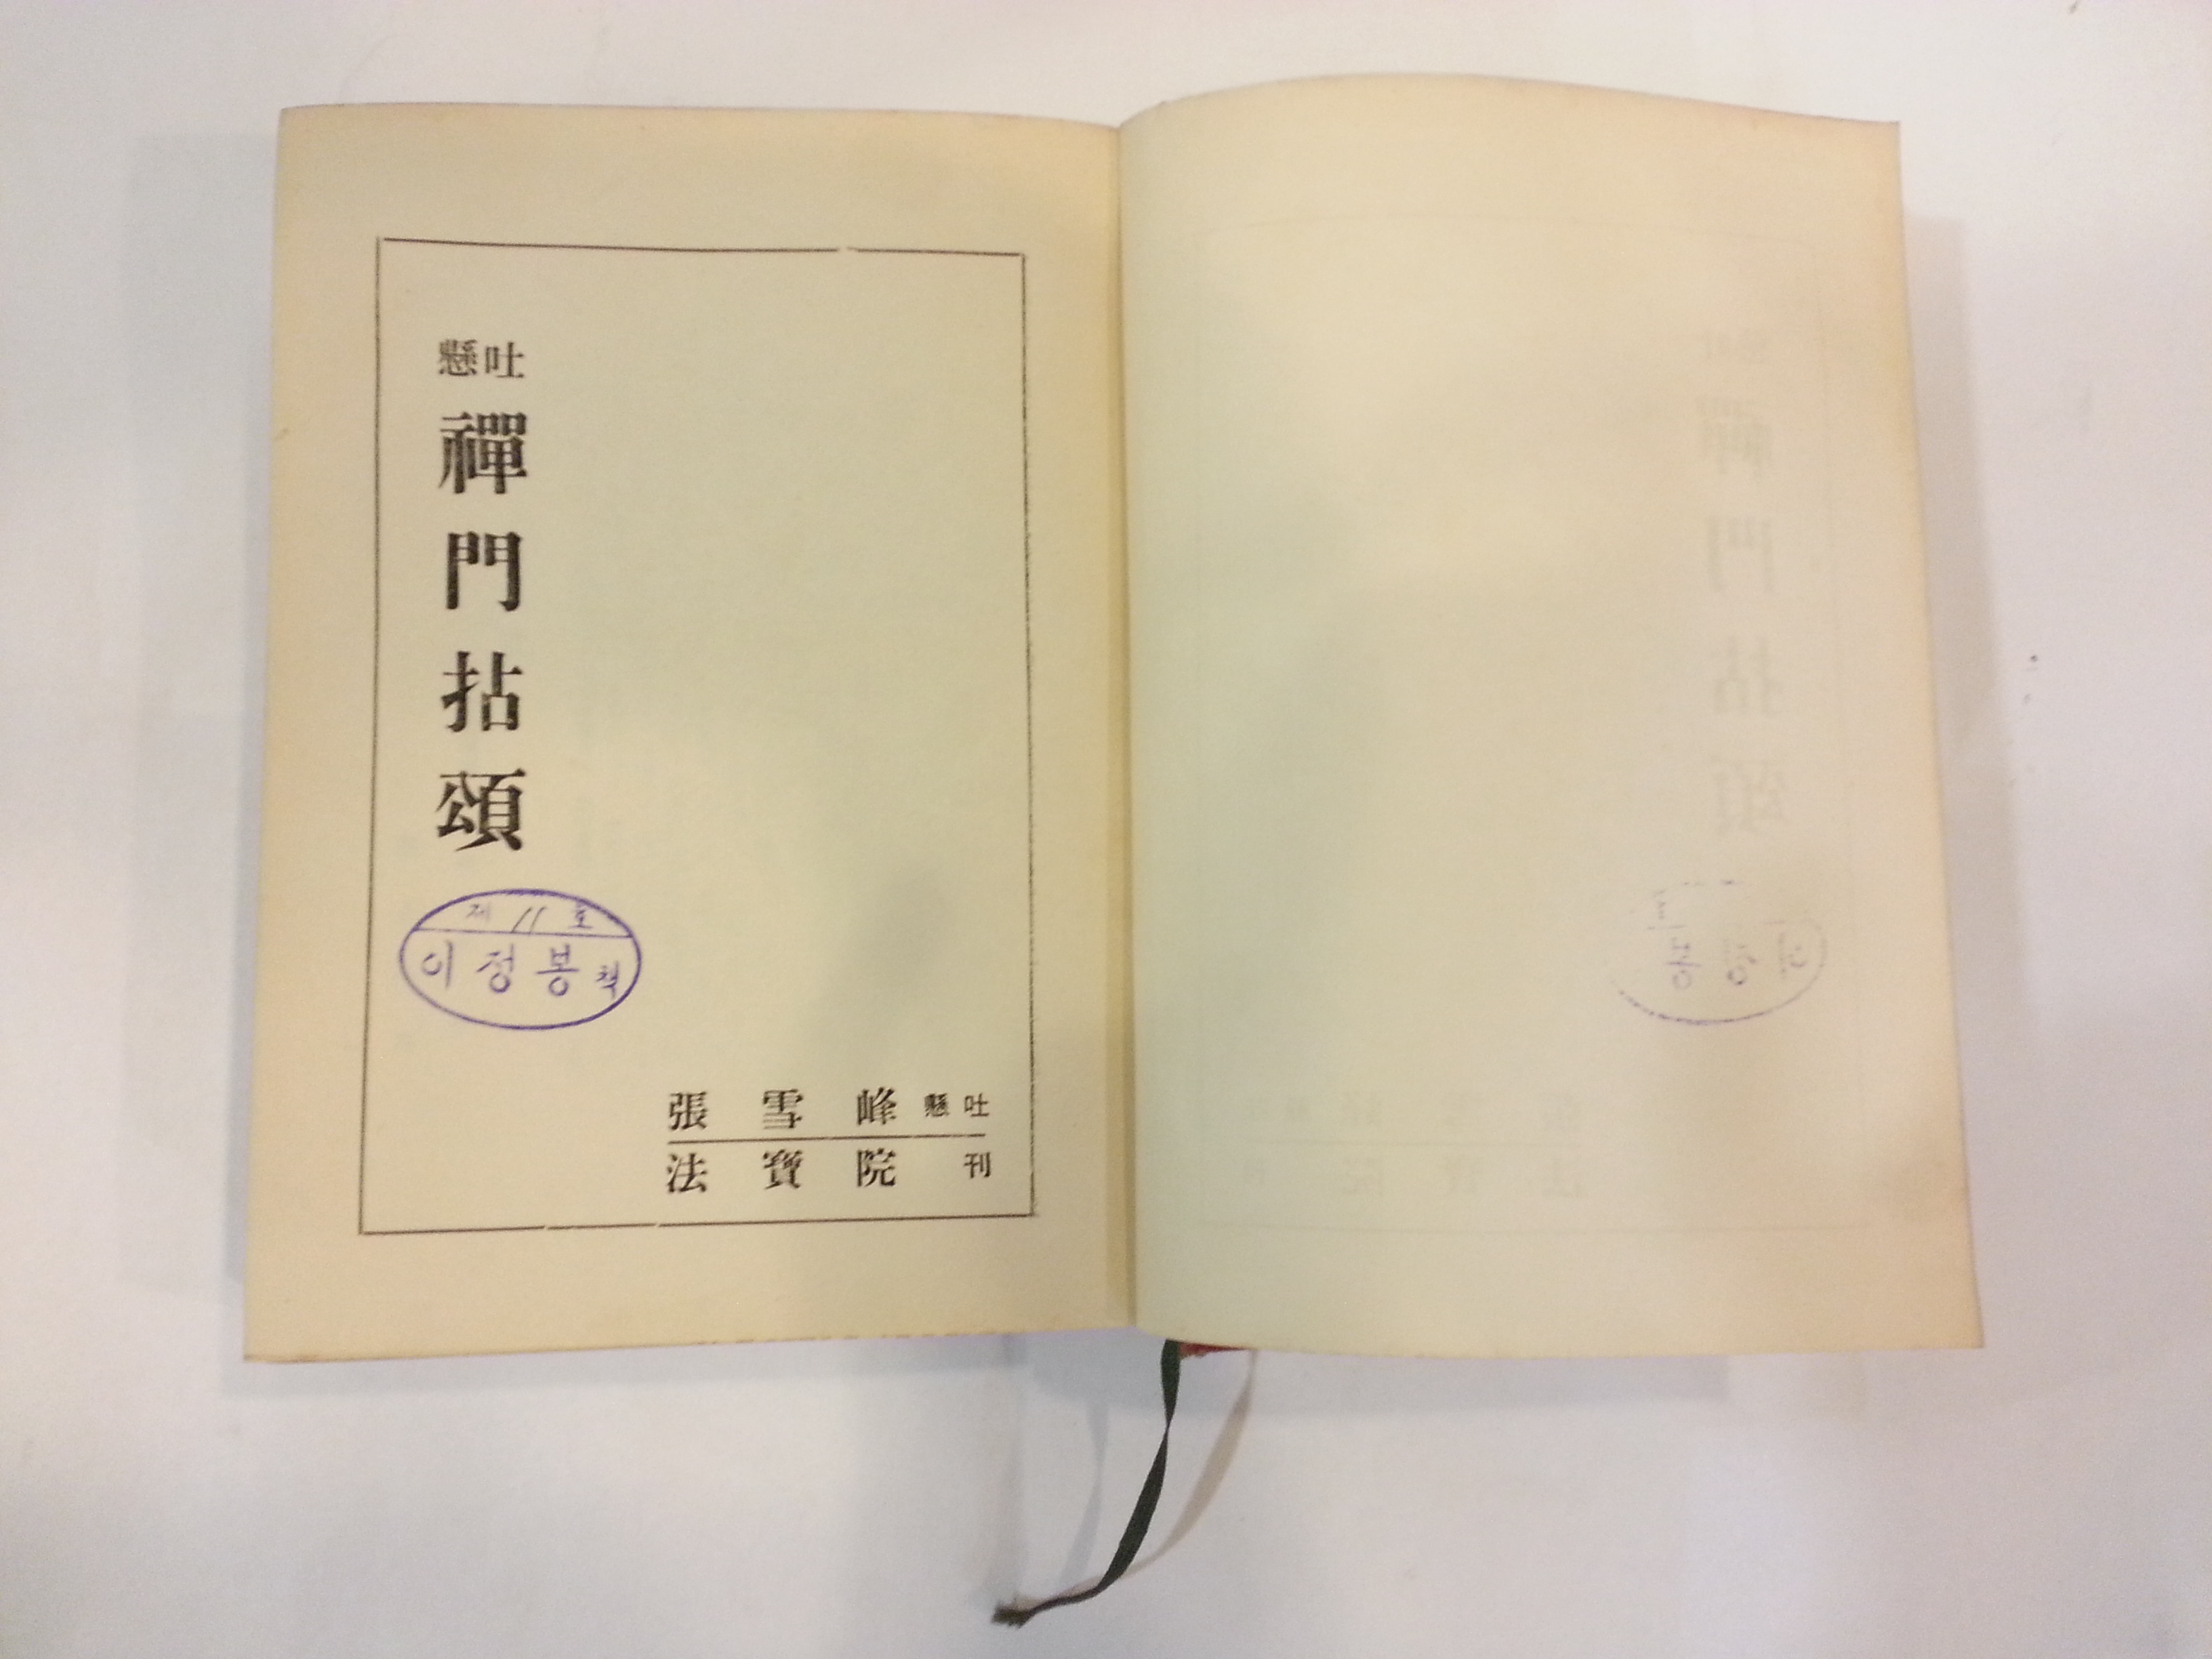 懸吐
禪門拈頌
제 11 호
이정봉 책
張雪峰 懸吐
法寶院 刊